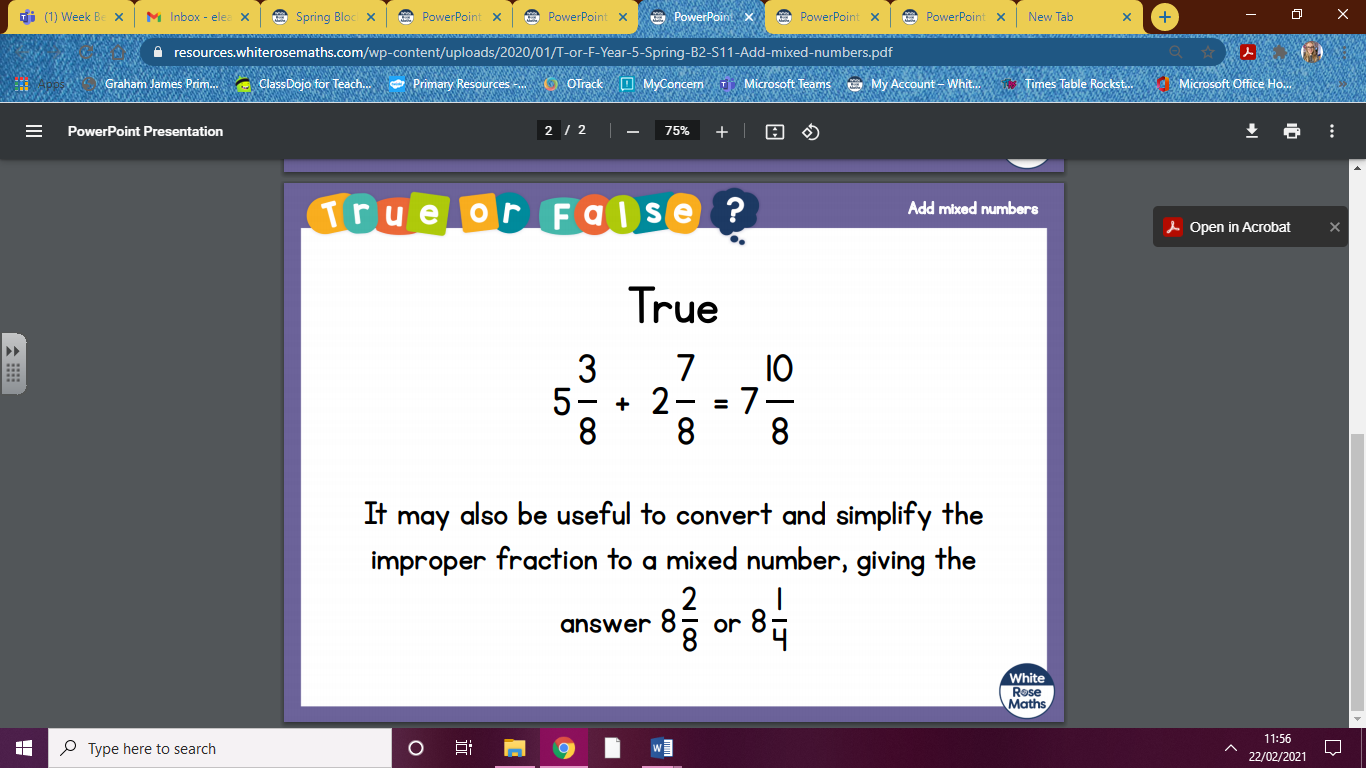 (1) Week Be
Inbox - elea
Spring Bloc
PowerPoint
PowerPoint
PowerPoint
PowerPoint
PowerPoint
New Tab
resources.whiterosemaths.com/wp-content/uploads/2020/01/T-or-F-Year-5-Spring-B2-S11-Add-mixed-numbers.pdf
Apps
Graham James Prim...
ClassDojo for Teach...
Primary Resources -...
OTrack
MyConcern
Microsoft Teams
My Account – Whit...
Times Table Rockst...
Microsoft Office Ho...
PowerPoint Presentation
2 / 2
75%
True or False ?
Add mixed numbers
Open in Acrobat
True
5 3/8 + 2 7/8 = 7 10/8
It may also be useful to convert and simplify the
improper fraction to a mixed number, giving the
answer 8 2/8 or 8 1/4
White
Rose
Maths
Type here to search
11:56
22/02/2021